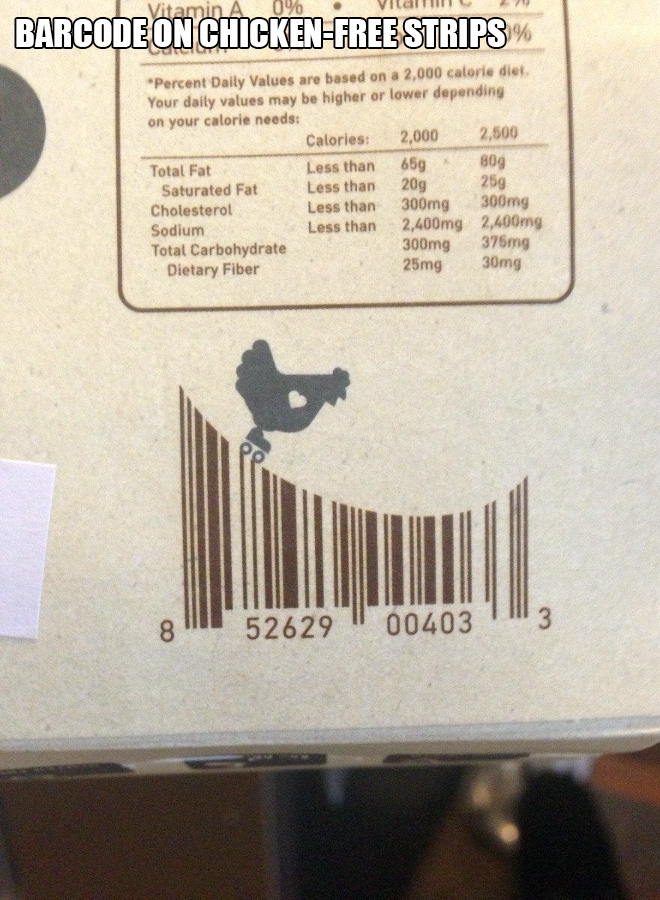 Vitamin A 0% • Vitamin C 2%
BARCODE ON CHICKEN-FREE STRIPS
*Percent Daily Values are based on a 2,000 calorie diet.
Your daily values may be higher or lower depending
on your calorie needs:
Calories: 2,000 2,500
Total Fat Less than 65g 80g
Saturated Fat Less than 20g 25g
Cholesterol Less than 300mg 300mg
Sodium Less than 2,400mg 2,400mg
Total Carbohydrate 300mg 375mg
Dietary Fiber 25mg 30mg
8 52629 00403 3